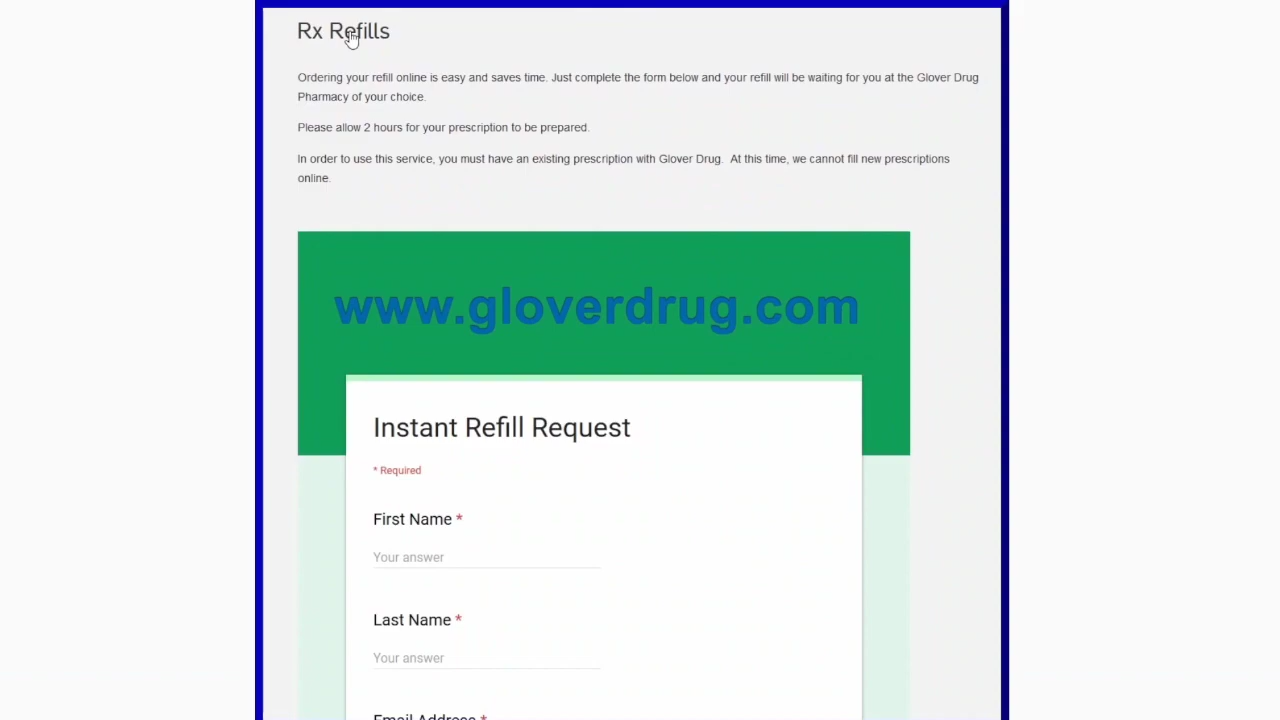 Rx Refills
Ordering your refill online is easy and saves time. Just complete the form below and your refill will be waiting for you at the Glover Drug
Pharmacy of your choice.
Please allow 2 hours for your prescription to be prepared.
In order to use this service, you must have an existing prescription with Glover Drug.  At this time, we cannot fill new prescriptions
online.
www.gloverdrug.com
Instant Refill Request
* Required
First Name *
Your answer
Last Name *
Your answer
Email Address *